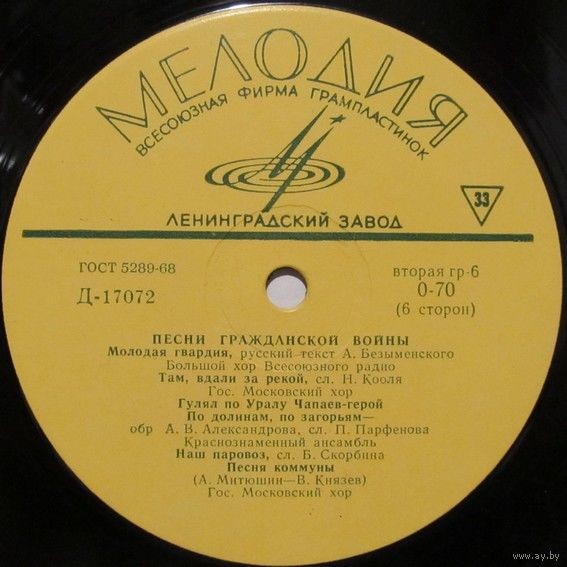 МЕЛОДИЯ
ВСЕСОЮЗНАЯ ФИРМА ГРАМПЛАСТИНОК
33
ЛЕНИНГРАДСКИЙ ЗАВОД
ГОСТ 5289-68
Д-17072
вторая гр-6
0-70
(6 сторон)
ПЕСНИ ГРАЖДАНСКОЙ ВОЙНЫ
Молодая гвардия, русский текст А. Безыменского
Большой хор Всесоюзного радио
Там, вдали за рекой, сл. Н. Кооля
Гос. Московский хор
Гулял по Уралу Чапаев-герой
По долинам, по загорьям—
обр А. В. Александрова, сл. П. Парфенова
Краснознаменный ансамбль
Наш паровоз, сл. Б. Скорбина
Песня коммуны
(А. Митюшин—В. Князев)
Гос. Московский хор
www.ay.by